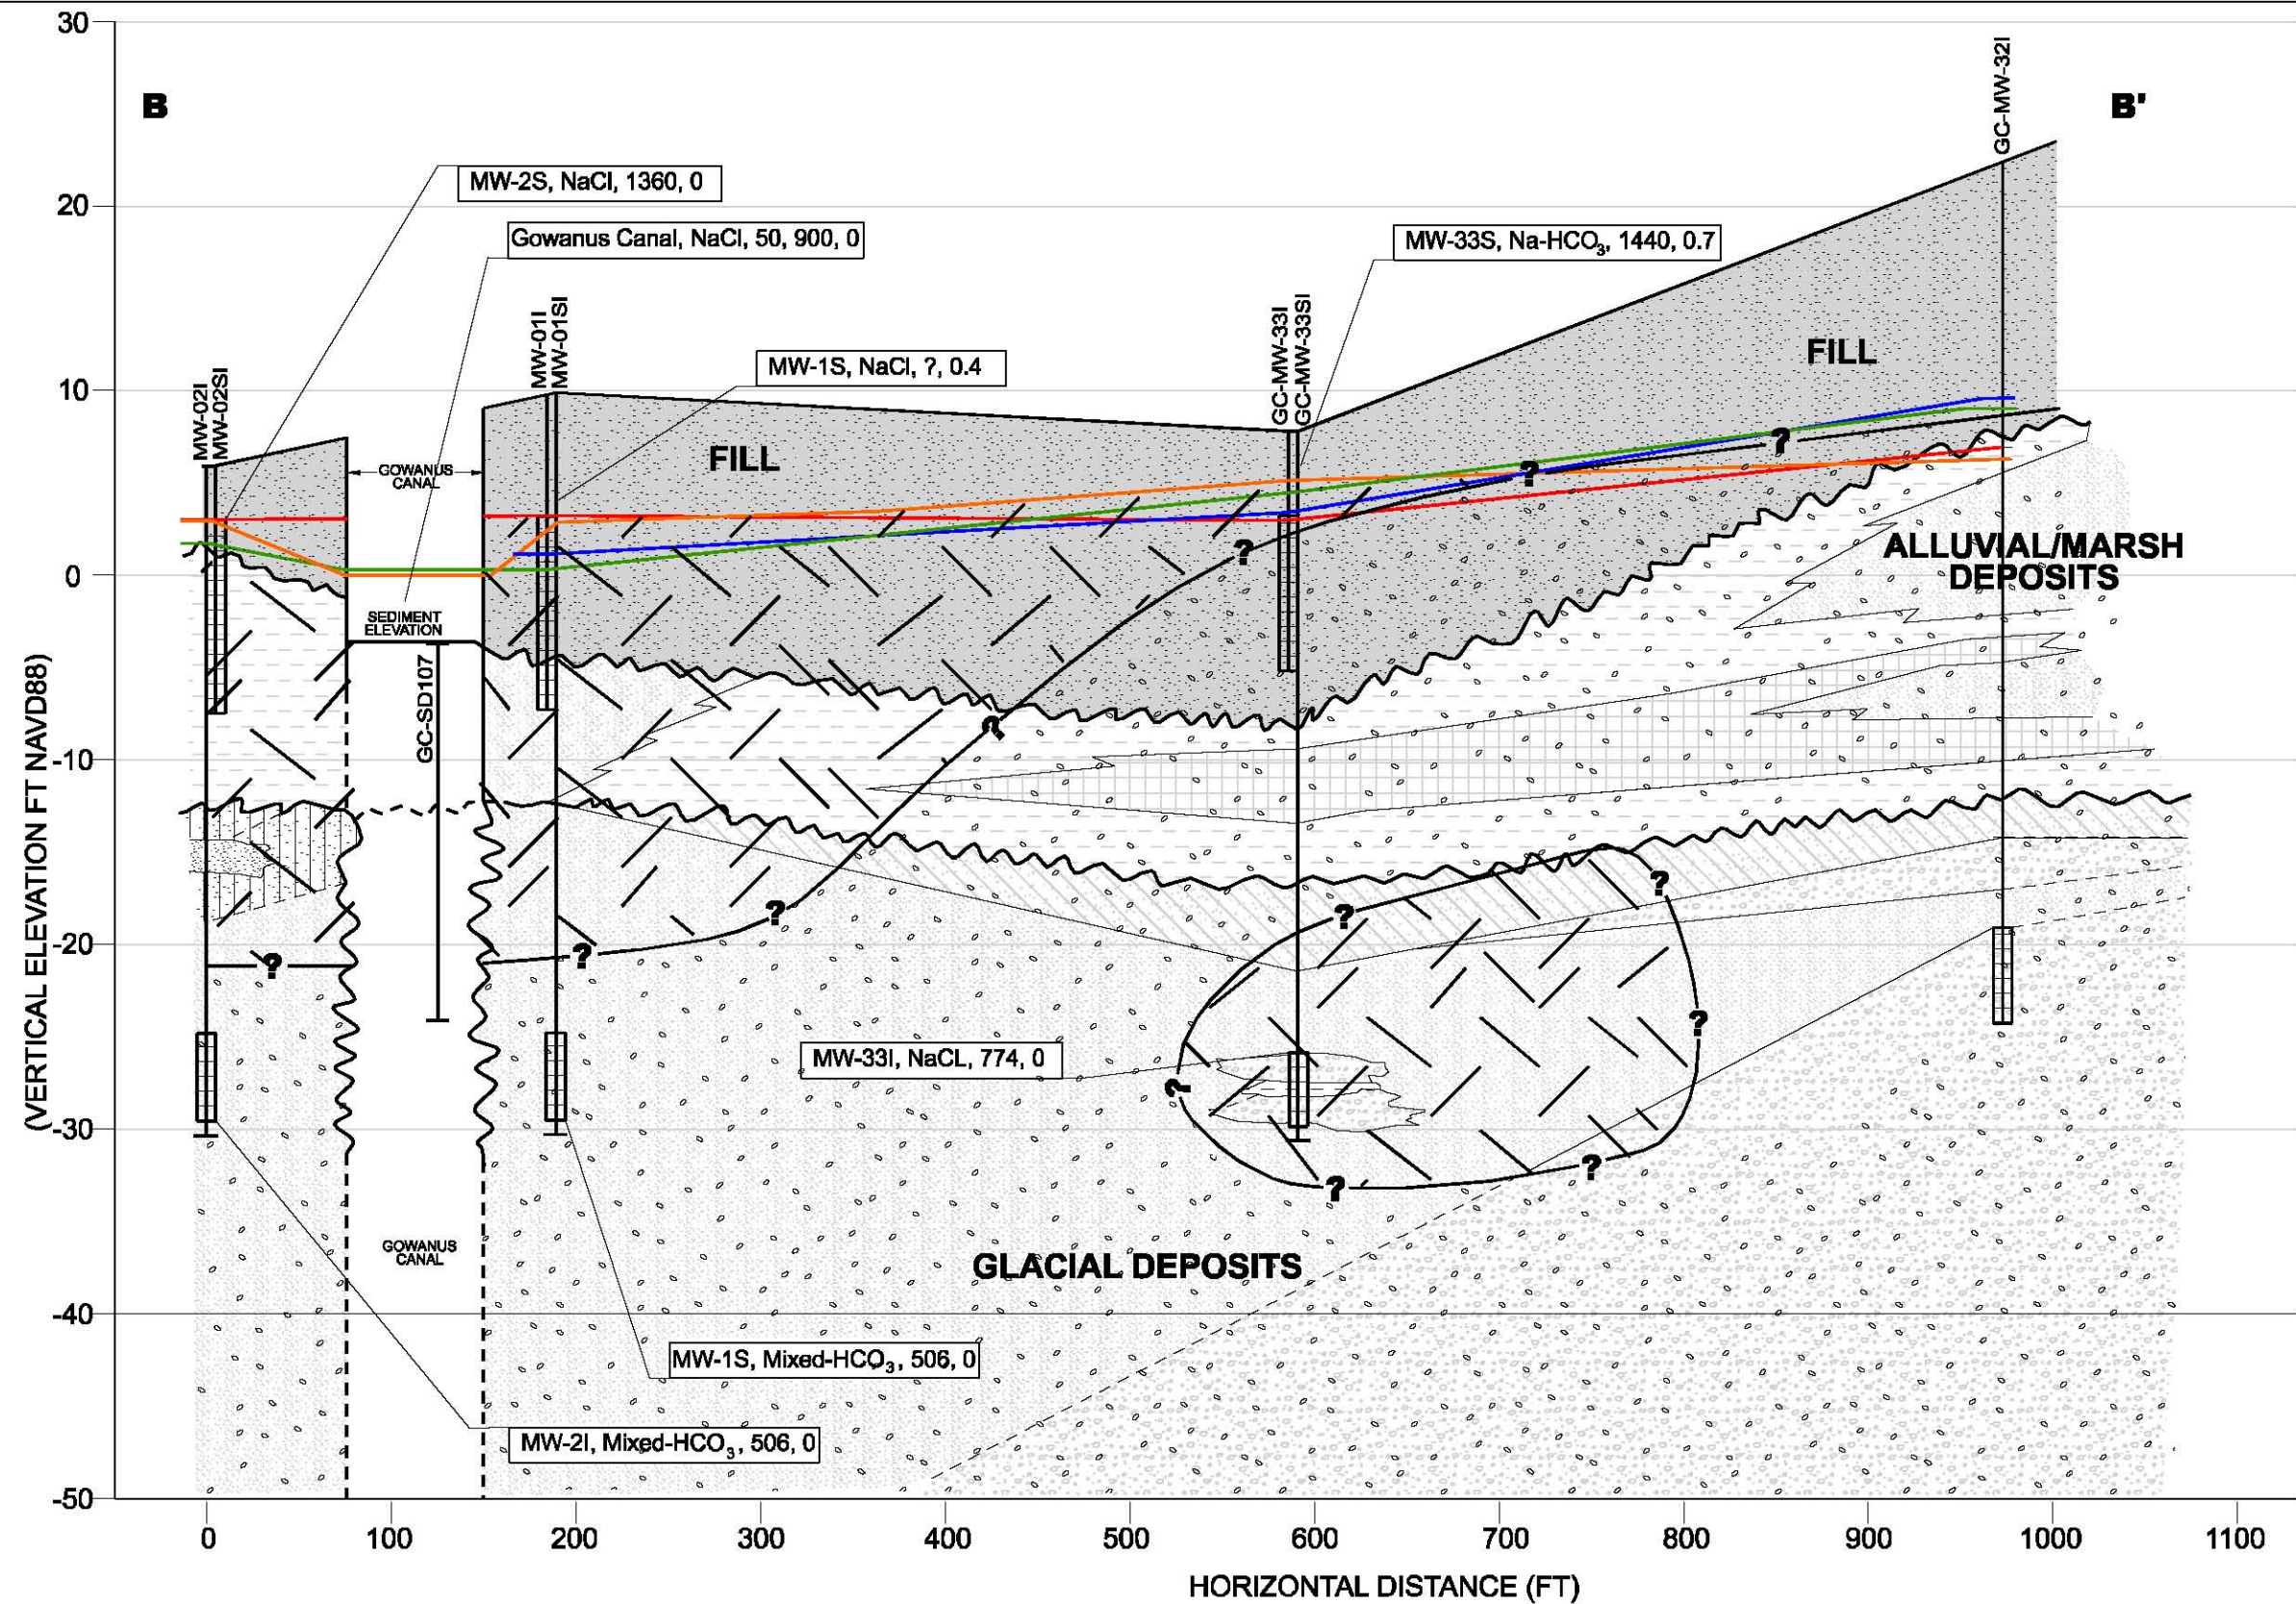 30
B
B'
GC-MW-32I
MW-2S, NaCl, 1360, 0
20
Gowanus Canal, NaCl, 50, 900, 0
MW-33S, Na-HCO₃, 1440, 0.7
MW-02I
MW-02SI
MW-01I
MW-01SI
GC-MW-33I
GC-MW-33SI
MW-1S, NaCl, ?, 0.4
FILL
10
FILL
GOWANUS
CANAL
?
?
?
ALLUVIAL/MARSH
DEPOSITS
0
SEDIMENT
ELEVATION
GC-SD107
?
-10
?
?
?
-20
?
?
?
MW-33I, NaCL, 774, 0
?
-30
?
?
GOWANUS
CANAL
GLACIAL DEPOSITS
-40
MW-1S, Mixed-HCO₃, 506, 0
MW-2I, Mixed-HCO₃, 506, 0
-50
(VERTICAL ELEVATION FT NAVD88)
0 100 200 300 400 500 600 700 800 900 1000 1100
HORIZONTAL DISTANCE (FT)